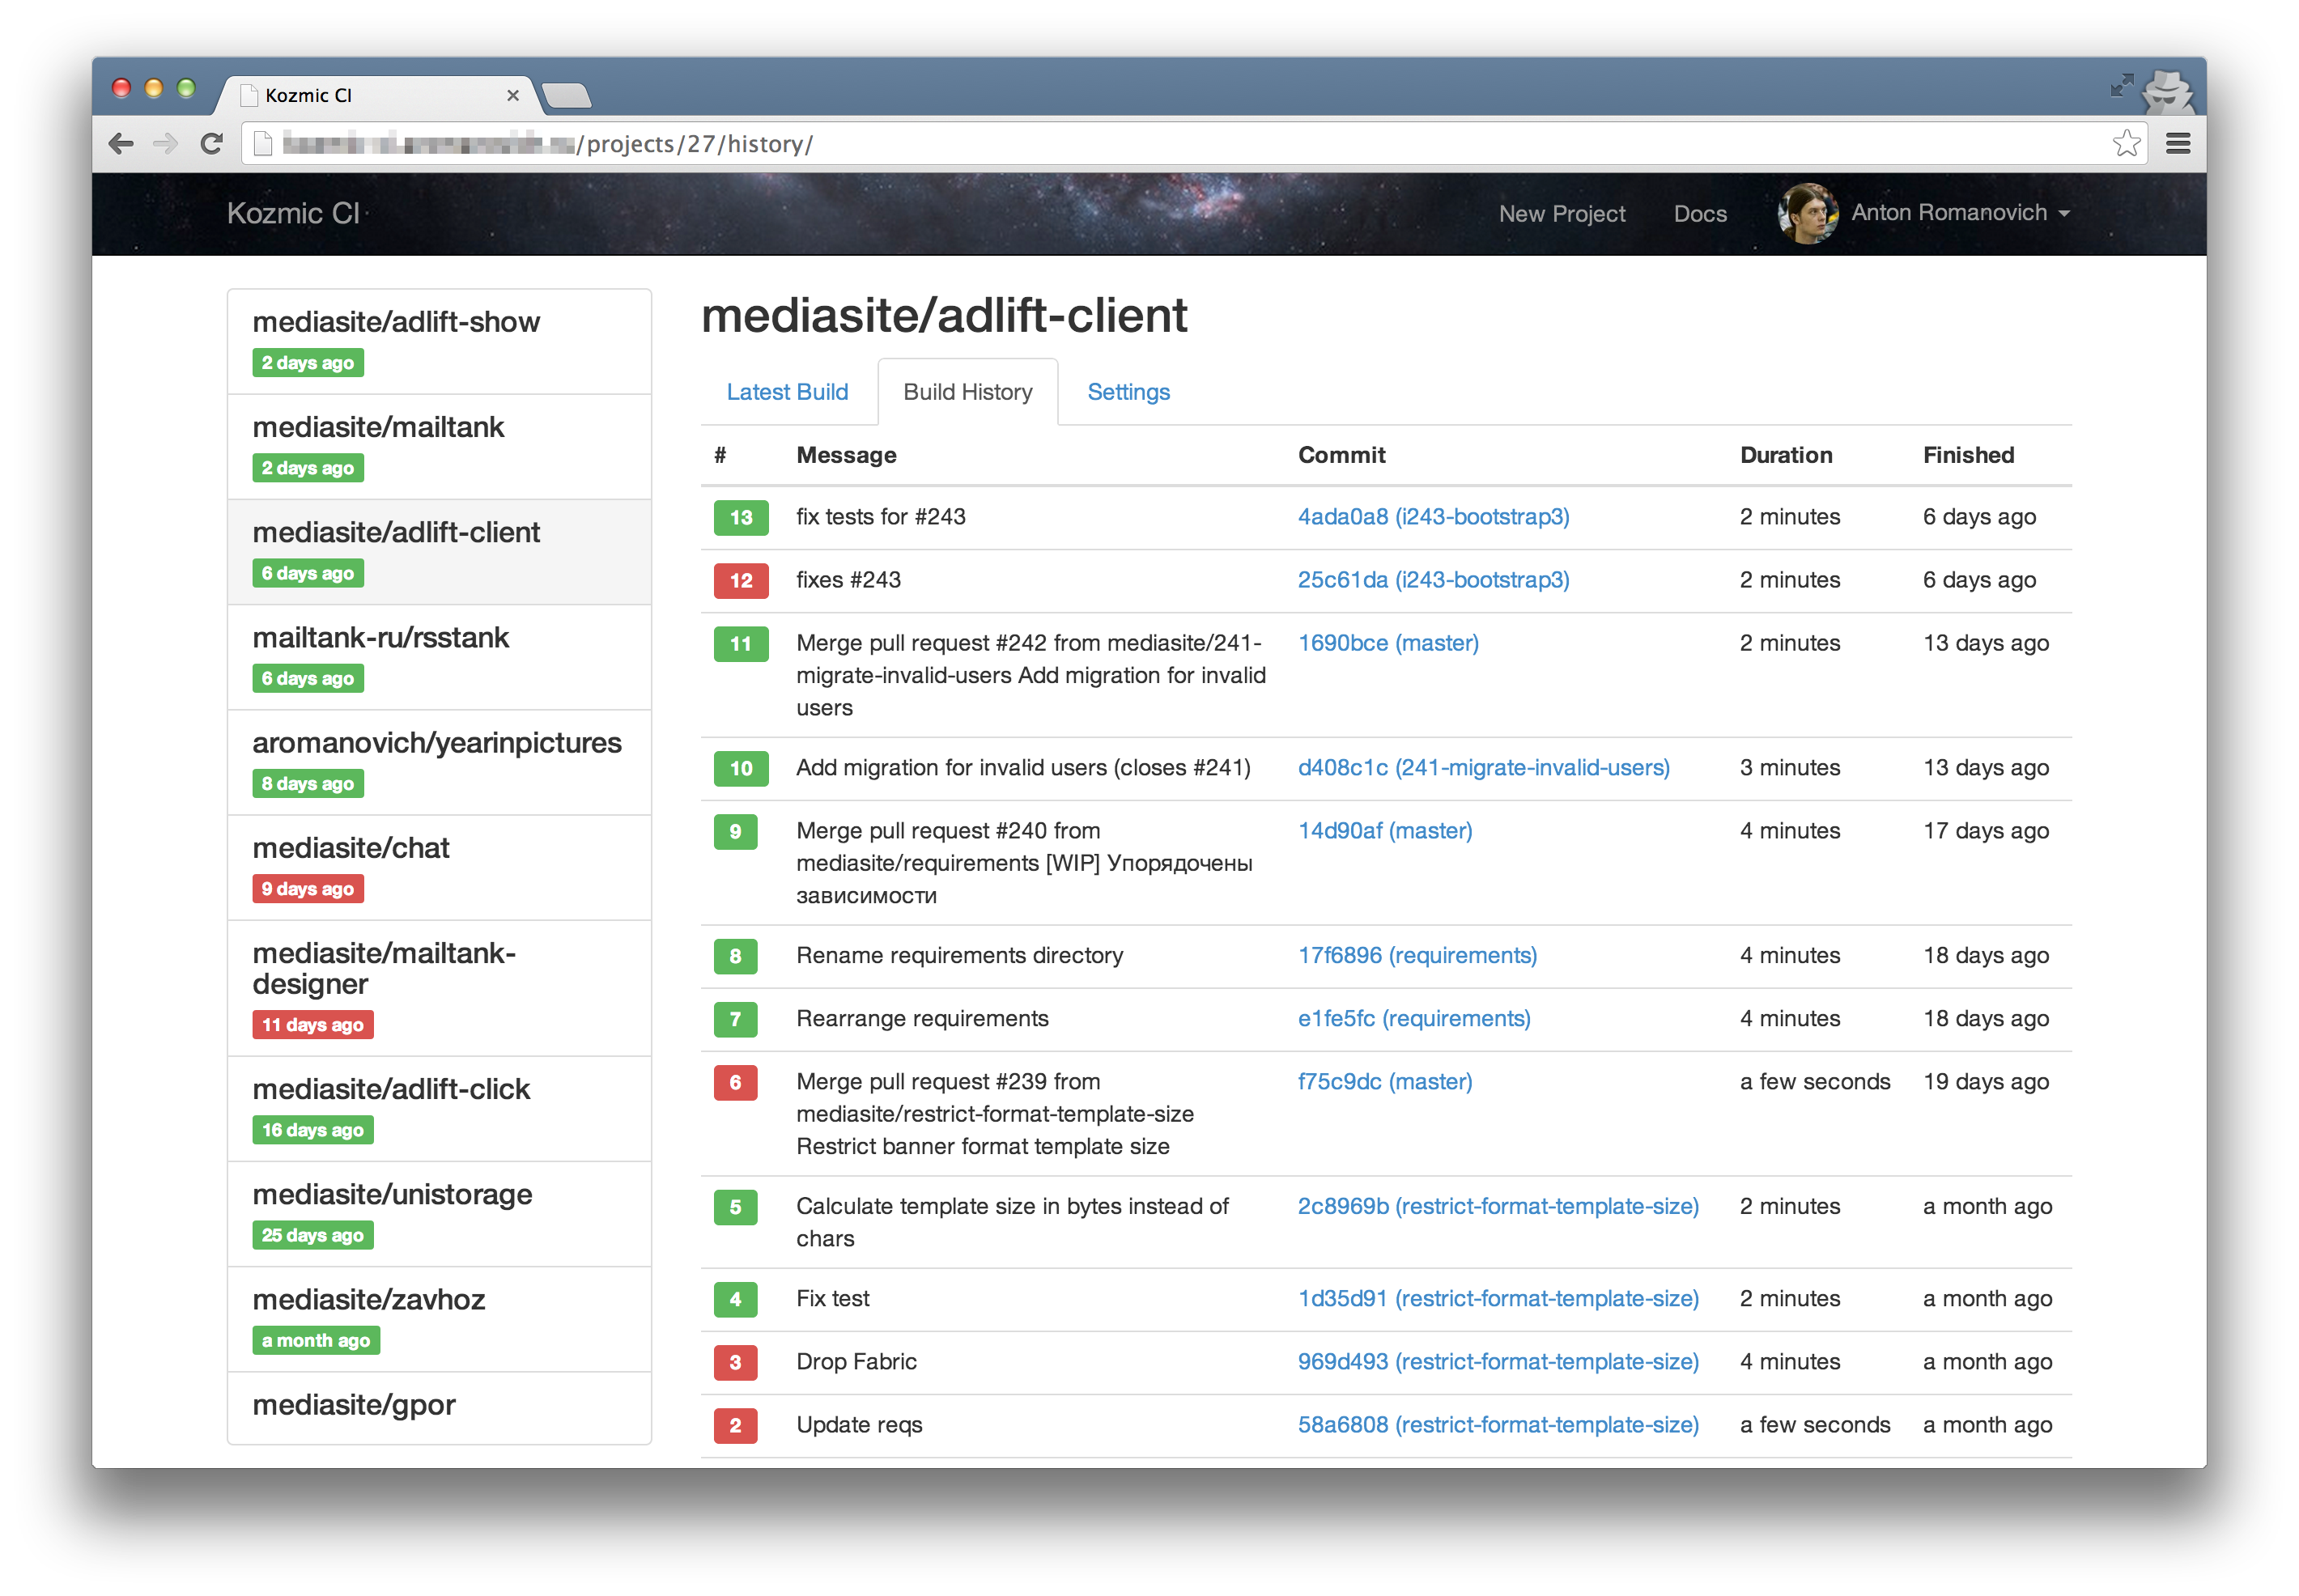 Kozmic CI
/projects/27/history/
Kozmic CI
New Project Docs Anton Romanovich
mediasite/adlift-show
2 days ago
mediasite/mailtank
2 days ago
mediasite/adlift-client
6 days ago
mailtank-ru/rsstank
6 days ago
aromanovich/yearinpictures
8 days ago
mediasite/chat
9 days ago
mediasite/mailtank-
designer
11 days ago
mediasite/adlift-click
16 days ago
mediasite/unistorage
25 days ago
mediasite/zavhoz
a month ago
mediasite/gpor
mediasite/adlift-client
Latest Build Build History Settings
# Message Commit Duration Finished
13 fix tests for #243 4ada0a8 (i243-bootstrap3) 2 minutes 6 days ago
12 fixes #243 25c61da (i243-bootstrap3) 2 minutes 6 days ago
11 Merge pull request #242 from mediasite/241- 1690bce (master) 2 minutes 13 days ago
migrate-invalid-users Add migration for invalid
users
10 Add migration for invalid users (closes #241) d408c1c (241-migrate-invalid-users) 3 minutes 13 days ago
9 Merge pull request #240 from 14d90af (master) 4 minutes 17 days ago
mediasite/requirements [WIP] Упорядочены
зависимости
8 Rename requirements directory 17f6896 (requirements) 4 minutes 18 days ago
7 Rearrange requirements e1fe5fc (requirements) 4 minutes 18 days ago
6 Merge pull request #239 from f75c9dc (master) a few seconds 19 days ago
mediasite/restrict-format-template-size
Restrict banner format template size
5 Calculate template size in bytes instead of 2c8969b (restrict-format-template-size) 2 minutes a month ago
chars
4 Fix test 1d35d91 (restrict-format-template-size) 2 minutes a month ago
3 Drop Fabric 969d493 (restrict-format-template-size) 4 minutes a month ago
2 Update reqs 58a6808 (restrict-format-template-size) a few seconds a month ago